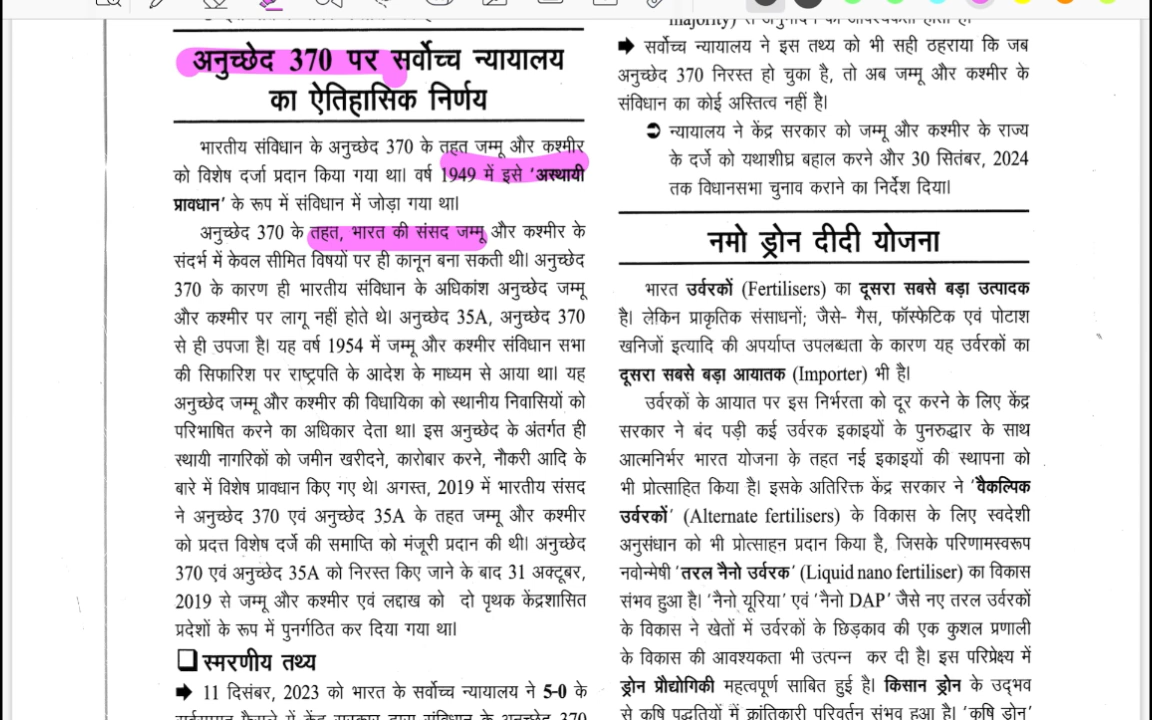 अनुच्छेद 370 पर सर्वोच्च न्यायालय
का ऐतिहासिक निर्णय
भारतीय संविधान के अनुच्छेद 370 के तहत जम्मू और कश्मीर
को विशेष दर्जा प्रदान किया गया था। वर्ष 1949 में इसे ‘अस्थायी
प्रावधान’ के रूप में संविधान में जोड़ा गया था।
अनुच्छेद 370 के तहत, भारत की संसद जम्मू और कश्मीर के
संदर्भ में केवल सीमित विषयों पर ही कानून बना सकती थी। अनुच्छेद
370 के कारण ही भारतीय संविधान के अधिकांश अनुच्छेद जम्मू
और कश्मीर पर लागू नहीं होते थे। अनुच्छेद 35A, अनुच्छेद 370
से ही उपजा है। यह वर्ष 1954 में जम्मू और कश्मीर संविधान सभा
की सिफारिश पर राष्ट्रपति के आदेश के माध्यम से आया था। यह
अनुच्छेद जम्मू और कश्मीर की विधायिका को स्थानीय निवासियों को
परिभाषित करने का अधिकार देता था। इस अनुच्छेद के अंतर्गत ही
स्थायी नागरिकों को जमीन खरीदने, कारोबार करने, नौकरी आदि के
बारे में विशेष प्रावधान किए गए थे। अगस्त, 2019 में भारतीय संसद
ने अनुच्छेद 370 एवं अनुच्छेद 35A के तहत जम्मू और कश्मीर
को प्रदत्त विशेष दर्जे की समाप्ति को मंजूरी प्रदान की थी। अनुच्छेद
370 एवं अनुच्छेद 35A को निरस्त किए जाने के बाद 31 अक्टूबर,
2019 से जम्मू और कश्मीर एवं लद्दाख को दो पृथक केंद्रशासित
प्रदेशों के रूप में पुनर्गठित कर दिया गया था।
स्मरणीय तथ्य
11 दिसंबर, 2023 को भारत के सर्वोच्च न्यायालय ने 5-0 के
सर्वसम्मत फैसले में केंद्र सरकार द्वारा संविधान के अनुच्छेद 370
majority) से अनुमोदन की आवश्यकता होती है।
सर्वोच्च न्यायालय ने इस तथ्य को भी सही ठहराया कि जब
अनुच्छेद 370 निरस्त हो चुका है, तो अब जम्मू और कश्मीर के
संविधान का कोई अस्तित्व नहीं है।
न्यायालय ने केंद्र सरकार को जम्मू और कश्मीर के राज्य
के दर्जे को यथाशीघ्र बहाल करने और 30 सितंबर, 2024
तक विधानसभा चुनाव कराने का निर्देश दिया।
नमो ड्रोन दीदी योजना
भारत उर्वरकों (Fertilisers) का दूसरा सबसे बड़ा उत्पादक
है। लेकिन प्राकृतिक संसाधनों; जैसे- गैस, फॉस्फेटिक एवं पोटाश
खनिजों इत्यादि की अपर्याप्त उपलब्धता के कारण यह उर्वरकों का
दूसरा सबसे बड़ा आयातक (Importer) भी है।
उर्वरकों के आयात पर इस निर्भरता को दूर करने के लिए केंद्र
सरकार ने बंद पड़ी कई उर्वरक इकाइयों के पुनरुद्धार के साथ
आत्मनिर्भर भारत योजना के तहत नई इकाइयों की स्थापना को
भी प्रोत्साहित किया है। इसके अतिरिक्त केंद्र सरकार ने ‘वैकल्पिक
उर्वरकों’ (Alternate fertilisers) के विकास के लिए स्वदेशी
अनुसंधान को भी प्रोत्साहन प्रदान किया है, जिसके परिणामस्वरूप
नवोन्मेषी ‘तरल नैनो उर्वरक’ (Liquid nano fertiliser) का विकास
संभव हुआ है। ‘नैनो यूरिया’ एवं ‘नैनो DAP’ जैसे नए तरल उर्वरकों
के विकास ने खेतों में उर्वरकों के छिड़काव की एक कुशल प्रणाली
के विकास की आवश्यकता भी उत्पन्न कर दी है। इस परिप्रेक्ष्य में
ड्रोन प्रौद्योगिकी महत्वपूर्ण साबित हुई है। किसान ड्रोन के उद्‌भव
से कृषि पद्धतियों में क्रांतिकारी परिवर्तन संभव हुआ है। ‘कृषि ड्रोन’